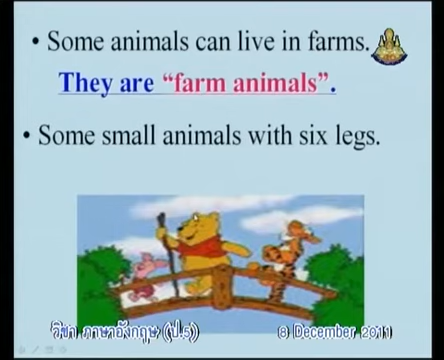 • Some animals can live in farms.
They are “farm animals”.
• Some small animals with six legs.
วิชา ภาษาอังกฤษ (ป.5)
8 December 2011